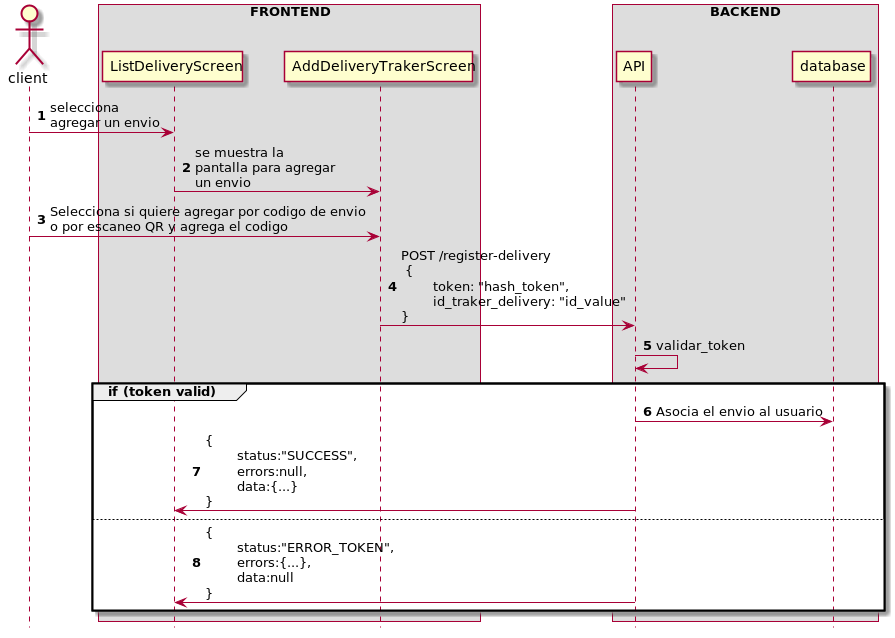 FRONTEND
BACKEND
client
ListDeliveryScreen
AddDeliveryTrakerScreen
API
database
1 selecciona
agregar un envio
2 se muestra la
pantalla para agregar
un envio
3 Selecciona si quiere agregar por codigo de envio
o por escaneo QR y agrega el codigo
POST /register-delivery
{
4 token: "hash_token",
id_traker_delivery: "id_value"
}
5 validar_token
if (token valid)
6 Asocia el envio al usuario
{
status:"SUCCESS",
7 errors:null,
data:{...}
}
{
status:"ERROR_TOKEN",
8 errors:{...},
data:null
}